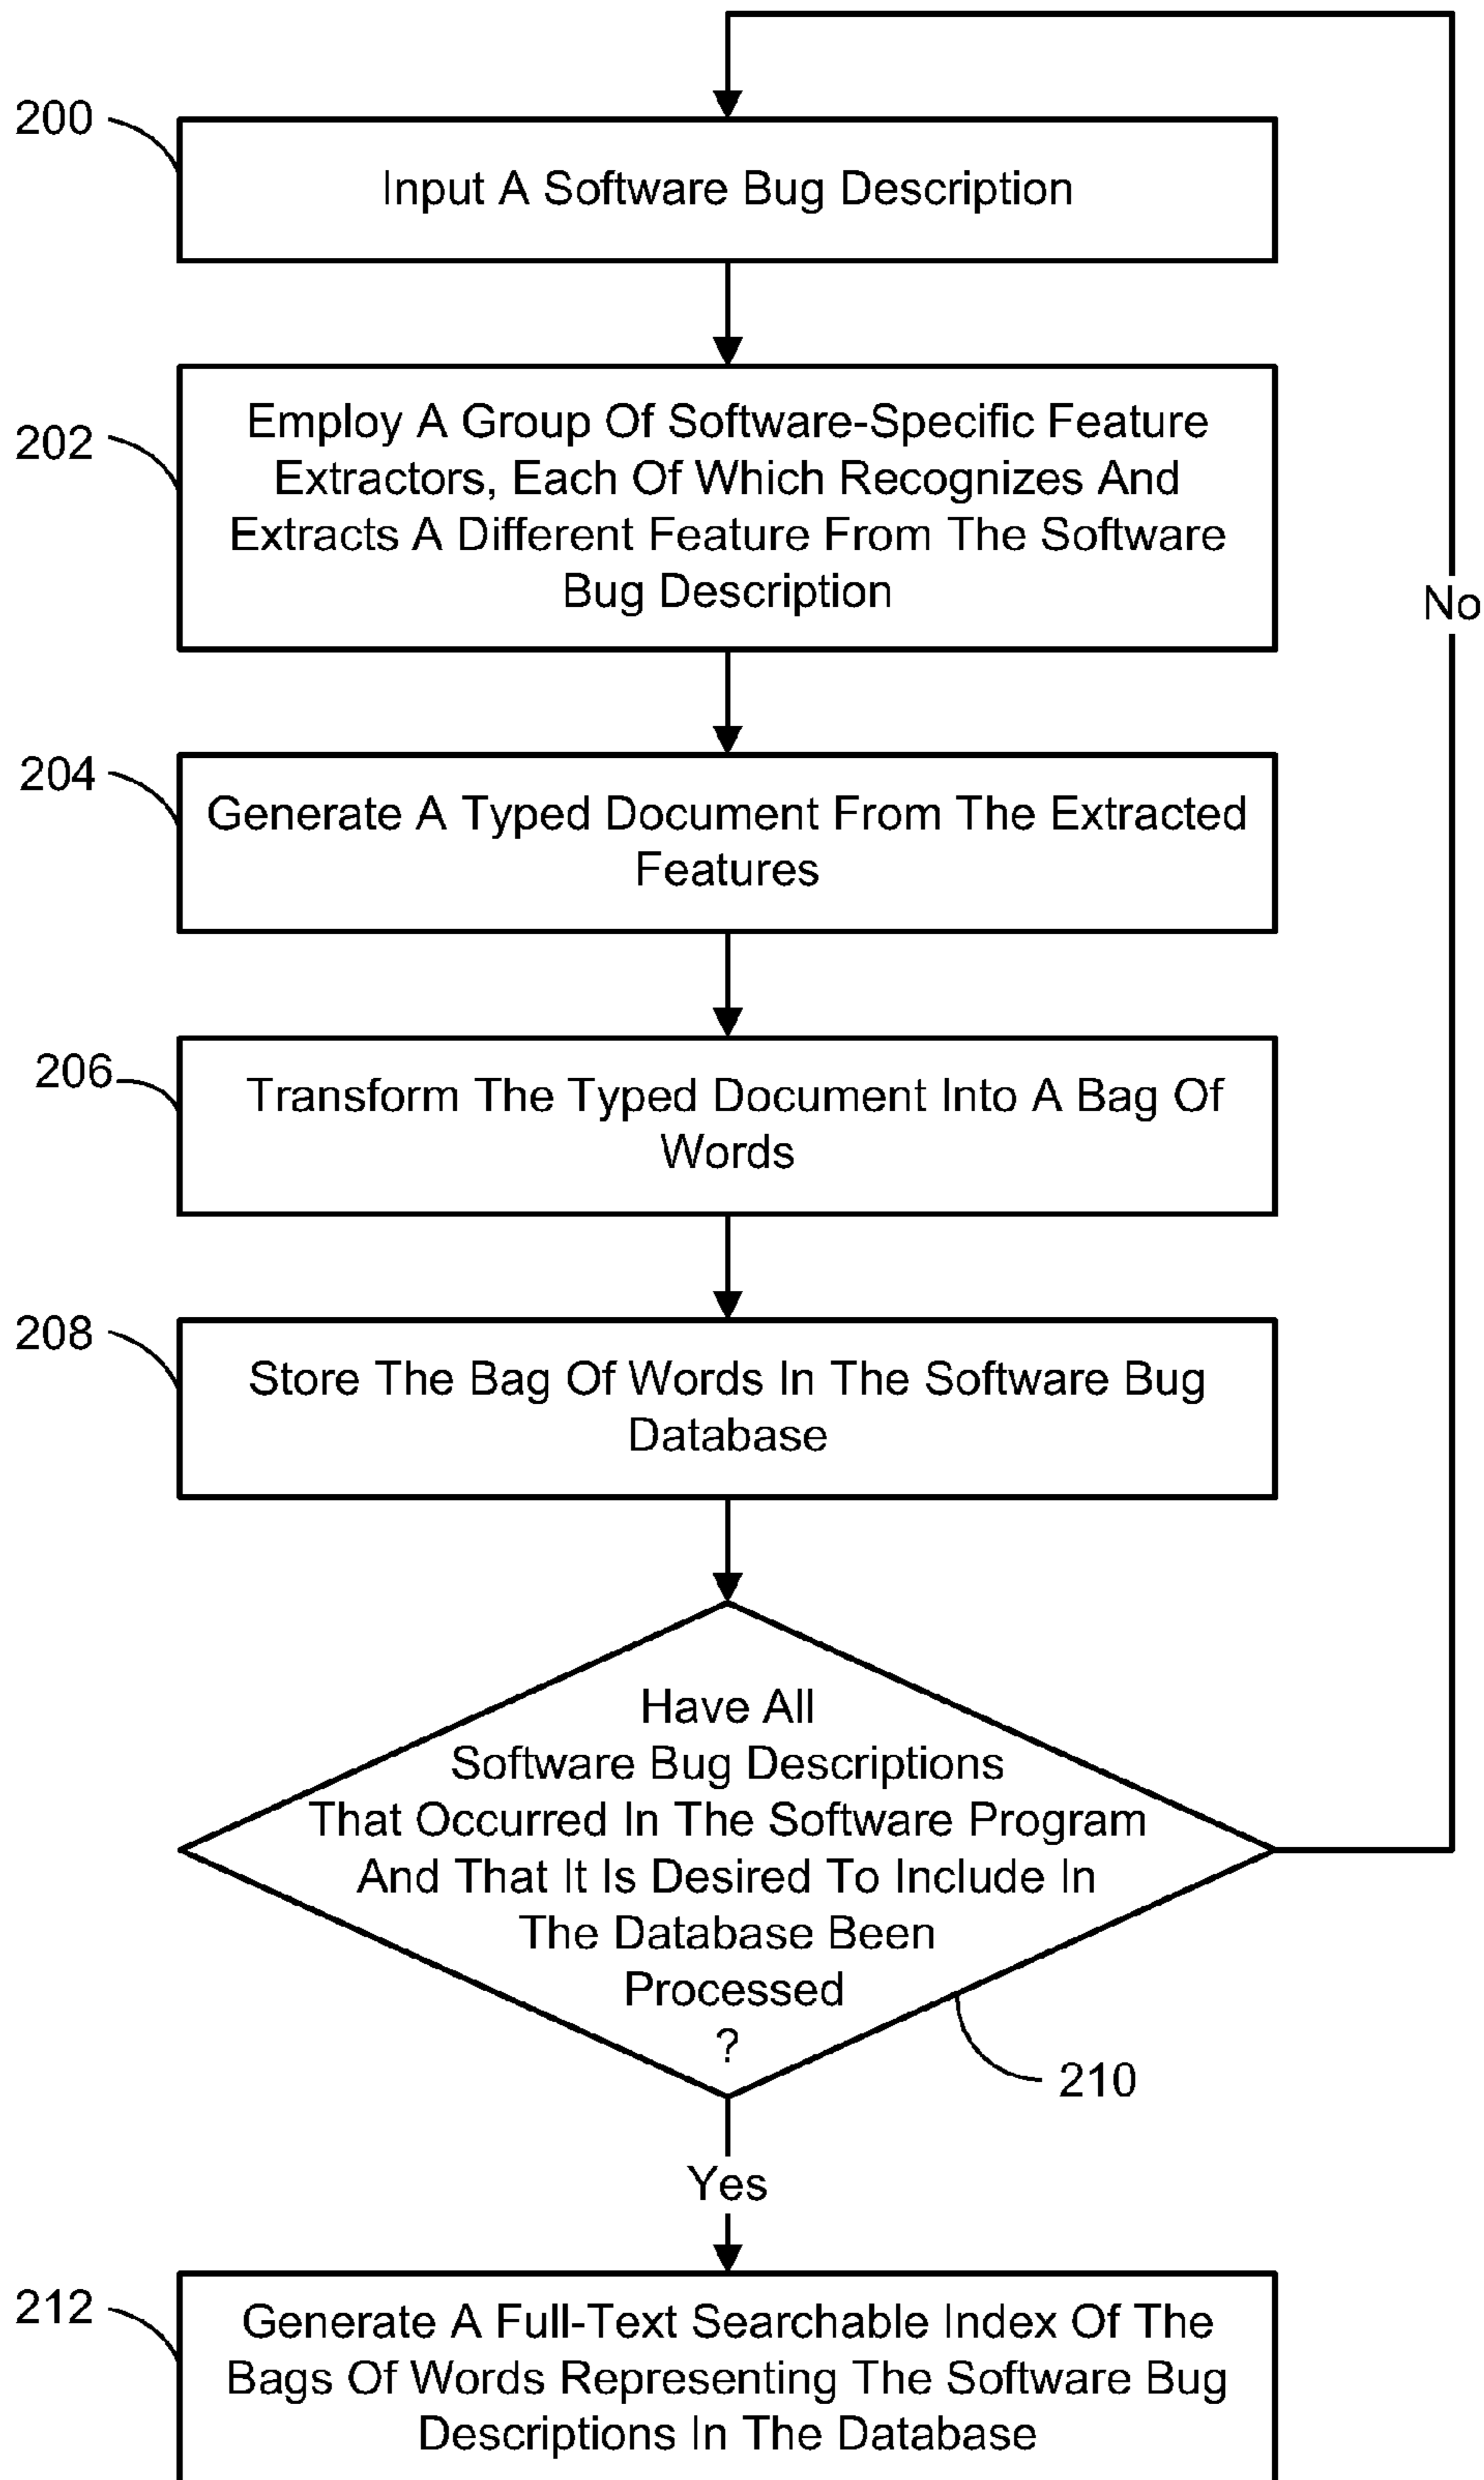 200
Input A Software Bug Description
202
Employ A Group Of Software-Specific Feature
Extractors, Each Of Which Recognizes And
Extracts A Different Feature From The Software
Bug Description
No
204
Generate A Typed Document From The Extracted
Features
206
Transform The Typed Document Into A Bag Of
Words
208
Store The Bag Of Words In The Software Bug
Database
Have All
Software Bug Descriptions
That Occurred In The Software Program
And That It Is Desired To Include In
The Database Been
Processed
?
210
Yes
212
Generate A Full-Text Searchable Index Of The
Bags Of Words Representing The Software Bug
Descriptions In The Database